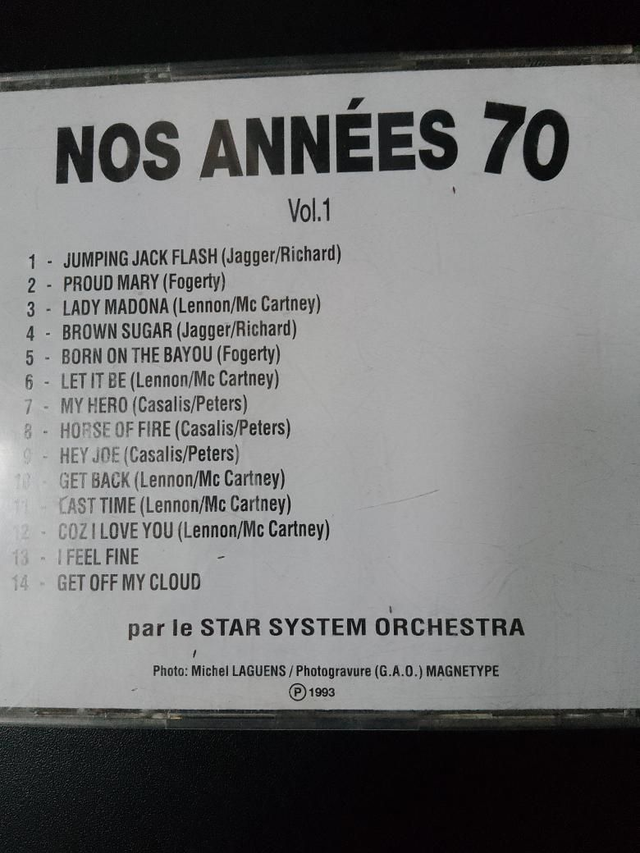 NOS ANNÉES 70
Vol.1
1 - JUMPING JACK FLASH (Jagger/Richard)
2 - PROUD MARY (Fogerty)
3 - LADY MADONA (Lennon/Mc Cartney)
4 - BROWN SUGAR (Jagger/Richard)
5 - BORN ON THE BAYOU (Fogerty)
6 - LET IT BE (Lennon/Mc Cartney)
7 - MY HERO (Casalis/Peters)
8 - HORSE OF FIRE (Casalis/Peters)
9 - HEY JOE (Casalis/Peters)
10 - GET BACK (Lennon/Mc Cartney)
11 - LAST TIME (Lennon/Mc Cartney)
12 - COZ I LOVE YOU (Lennon/Mc Cartney)
13 - I FEEL FINE
14 - GET OFF MY CLOUD
par le STAR SYSTEM ORCHESTRA
Photo: Michel LAGUENS / Photogravure (G.A.O.) MAGNETYPE
℗ 1993